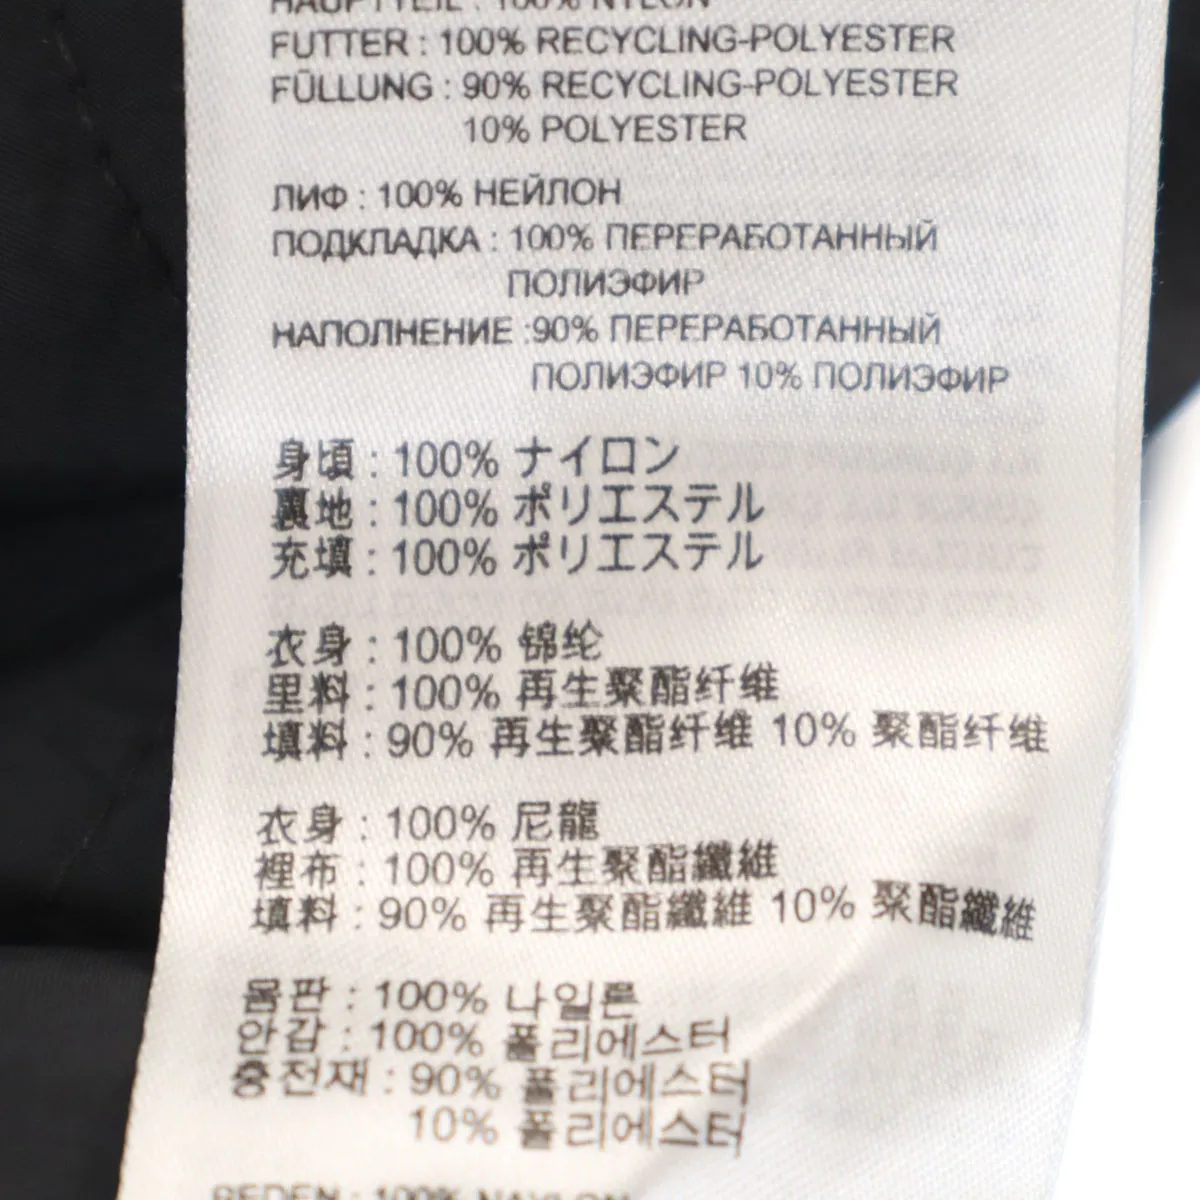 HAUPTTEIL : 100% NYLON
FUTTER : 100% RECYCLING-POLYESTER
FÜLLUNG : 90% RECYCLING-POLYESTER
10% POLYESTER
ЛИФ : 100% НЕЙЛОН
ПОДКЛАДКА : 100% ПЕРЕРАБОТАННЫЙ
ПОЛИЭФИР
НАПОЛНЕНИЕ :90% ПЕРЕРАБОТАННЫЙ
ПОЛИЭФИР 10% ПОЛИЭФИР
身頃 : 100% ナイロン
裏地 : 100% ポリエステル
充填 : 100% ポリエステル
衣身 : 100% 锦纶
里料 : 100% 再生聚酯纤维
填料 : 90% 再生聚酯纤维 10% 聚酯纤维
衣身 : 100% 尼龍
裡布 : 100% 再生聚酯纖維
填料 : 90% 再生聚酯纖維 10% 聚酯纖維
몸판 : 100% 나일론
안감 : 100% 폴리에스터
충전재 : 90% 폴리에스터
10% 폴리에스터
BEDEN : 100% NAYLON